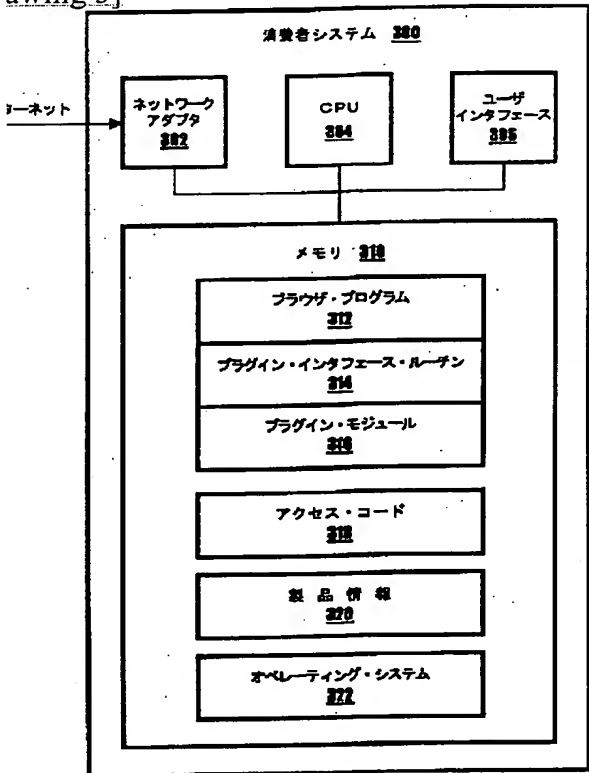 消費者システム 300
ーネット
ネットワーク
アダプタ
302
CPU
304
ユーザ
インタフェース
306
メモリ 310
ブラウザ・プログラム
312
プラグイン・インタフェース・ルーチン
314
プラグイン・モジュール
316
アクセス・コード
318
製品情報
320
オペレーティング・システム
322